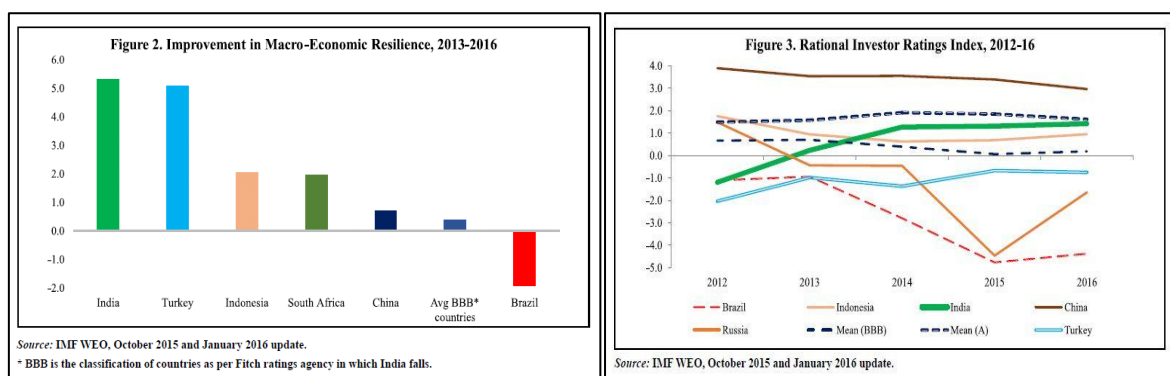 Figure 2. Improvement in Macro-Economic Resilience, 2013-2016
6.0
5.0
4.0
3.0
2.0
1.0
0.0
-1.0
-2.0
India Turkey Indonesia South Africa China Avg BBB* Brazil
countries
Source: IMF WEO, October 2015 and January 2016 update.
* BBB is the classification of countries as per Fitch ratings agency in which India falls.
Figure 3. Rational Investor Ratings Index, 2012-16
4.0
3.0
2.0
1.0
0.0
-1.0
-2.0
-3.0
-4.0
-5.0
2012 2013 2014 2015 2016
Brazil Indonesia India China
Russia Mean (BBB) Mean (A) Turkey
Source: IMF WEO, October 2015 and January 2016 update.